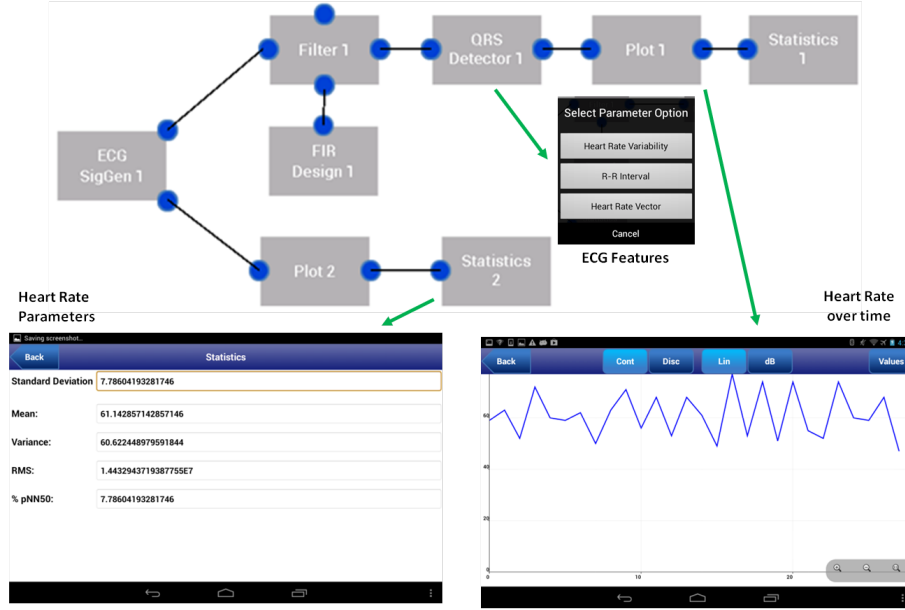 Filter 1
QRS
Detector 1
Plot 1
Statistics
1
ECG
SigGen 1
FIR
Design 1
Select Parameter Option
Heart Rate Variability
R-R Interval
Heart Rate Vector
Cancel
ECG Features
Plot 2
Statistics
2
Heart Rate
Parameters
Heart Rate
over time
Saving screenshot...
Back
Statistics
Standard Deviation
7.78604193281746
Mean:
61.142857142857146
Variance:
60.622448979591844
RMS:
1.4432943719387755E7
% pNN50:
7.78604193281746
Back
Cont
Disc
Lin
dB
Values
60
40
20
0
0
10
20